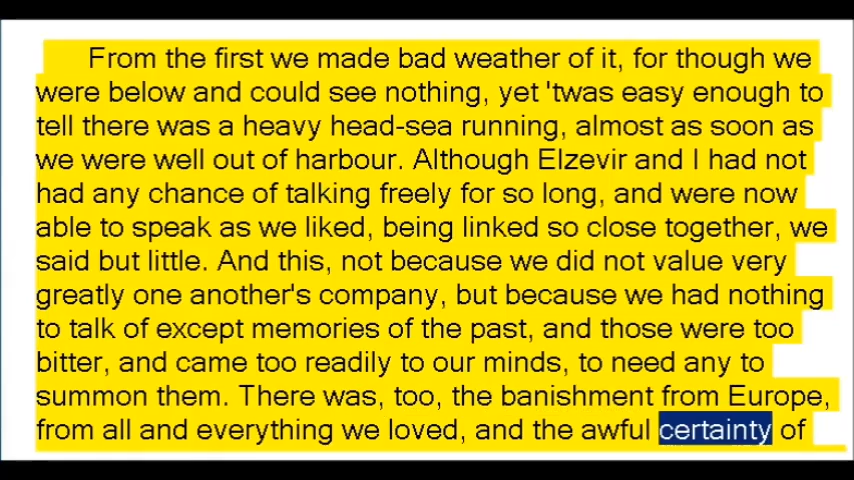 From the first we made bad weather of it, for though we
were below and could see nothing, yet 'twas easy enough to
tell there was a heavy head-sea running, almost as soon as
we were well out of harbour. Although Elzevir and I had not
had any chance of talking freely for so long, and were now
able to speak as we liked, being linked so close together, we
said but little. And this, not because we did not value very
greatly one another's company, but because we had nothing
to talk of except memories of the past, and those were too
bitter, and came too readily to our minds, to need any to
summon them. There was, too, the banishment from Europe,
from all and everything we loved, and the awful certainty of